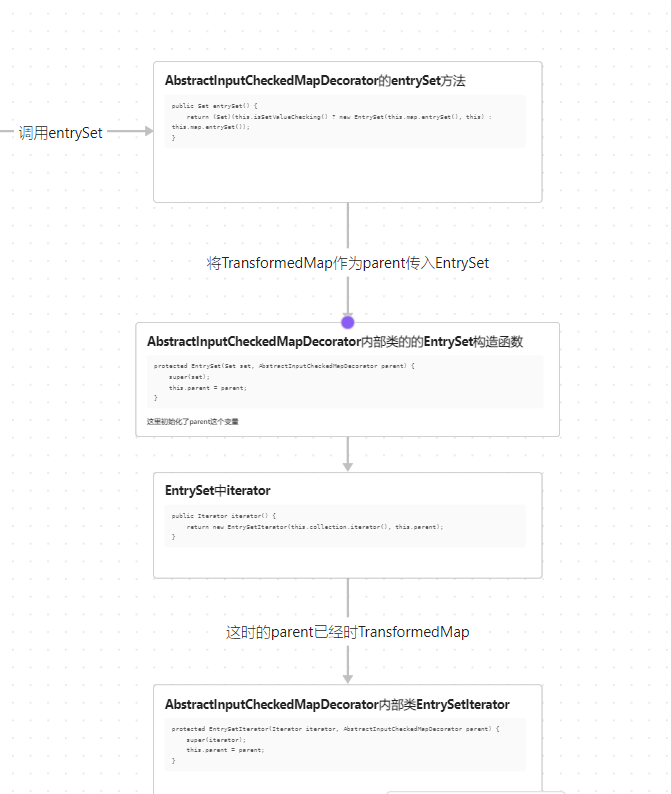 AbstractInputCheckedMapDecorator的entrySet方法
public Set entrySet() {
return (Set)(this.isSetValueChecking() ? new EntrySet(this.map.entrySet(), this) :
this.map.entrySet());
}
调用entrySet
将TransformedMap作为parent传入EntrySet
AbstractInputCheckedMapDecorator内部类的的EntrySet构造函数
protected EntrySet(Set set, AbstractInputCheckedMapDecorator parent) {
super(set);
this.parent = parent;
}
这里初始化了parent这个变量
EntrySet中iterator
public Iterator iterator() {
return new EntrySetIterator(this.collection.iterator(), this.parent);
}
这时的parent已经时TransformedMap
AbstractInputCheckedMapDecorator内部类EntrySetIterator
protected EntrySetIterator(Iterator iterator, AbstractInputCheckedMapDecorator parent) {
super(iterator);
this.parent = parent;
}